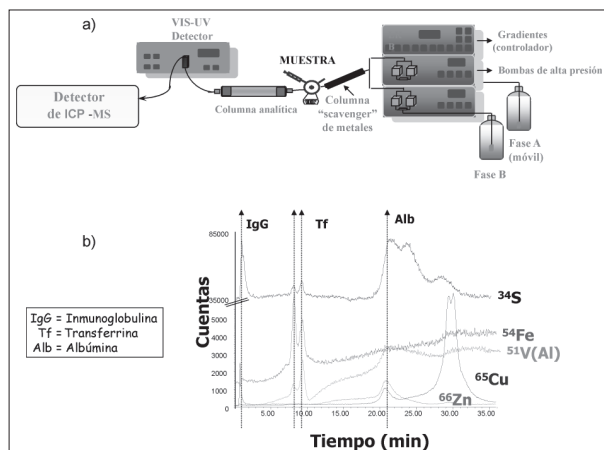 a)
VIS-UV
Detector
Detector
de ICP -MS
Columna analítica
MUESTRA
Columna
"scavenger"
de metales
Gradientes
(controlador)
Bombas de alta presión
Fase A
(móvil)
Fase B
b)
IgG = Inmunoglobulina
Tf = Transferrina
Alb = Albúmina
IgG
Tf
Alb
Cuentas
85000
35000
5000
4000
3000
2000
1000
0
34S
54Fe
51V(Al)
65Cu
66Zn
5.00
10.00
15.00
20.00
25.00
30.00
35.00
Tiempo (min)